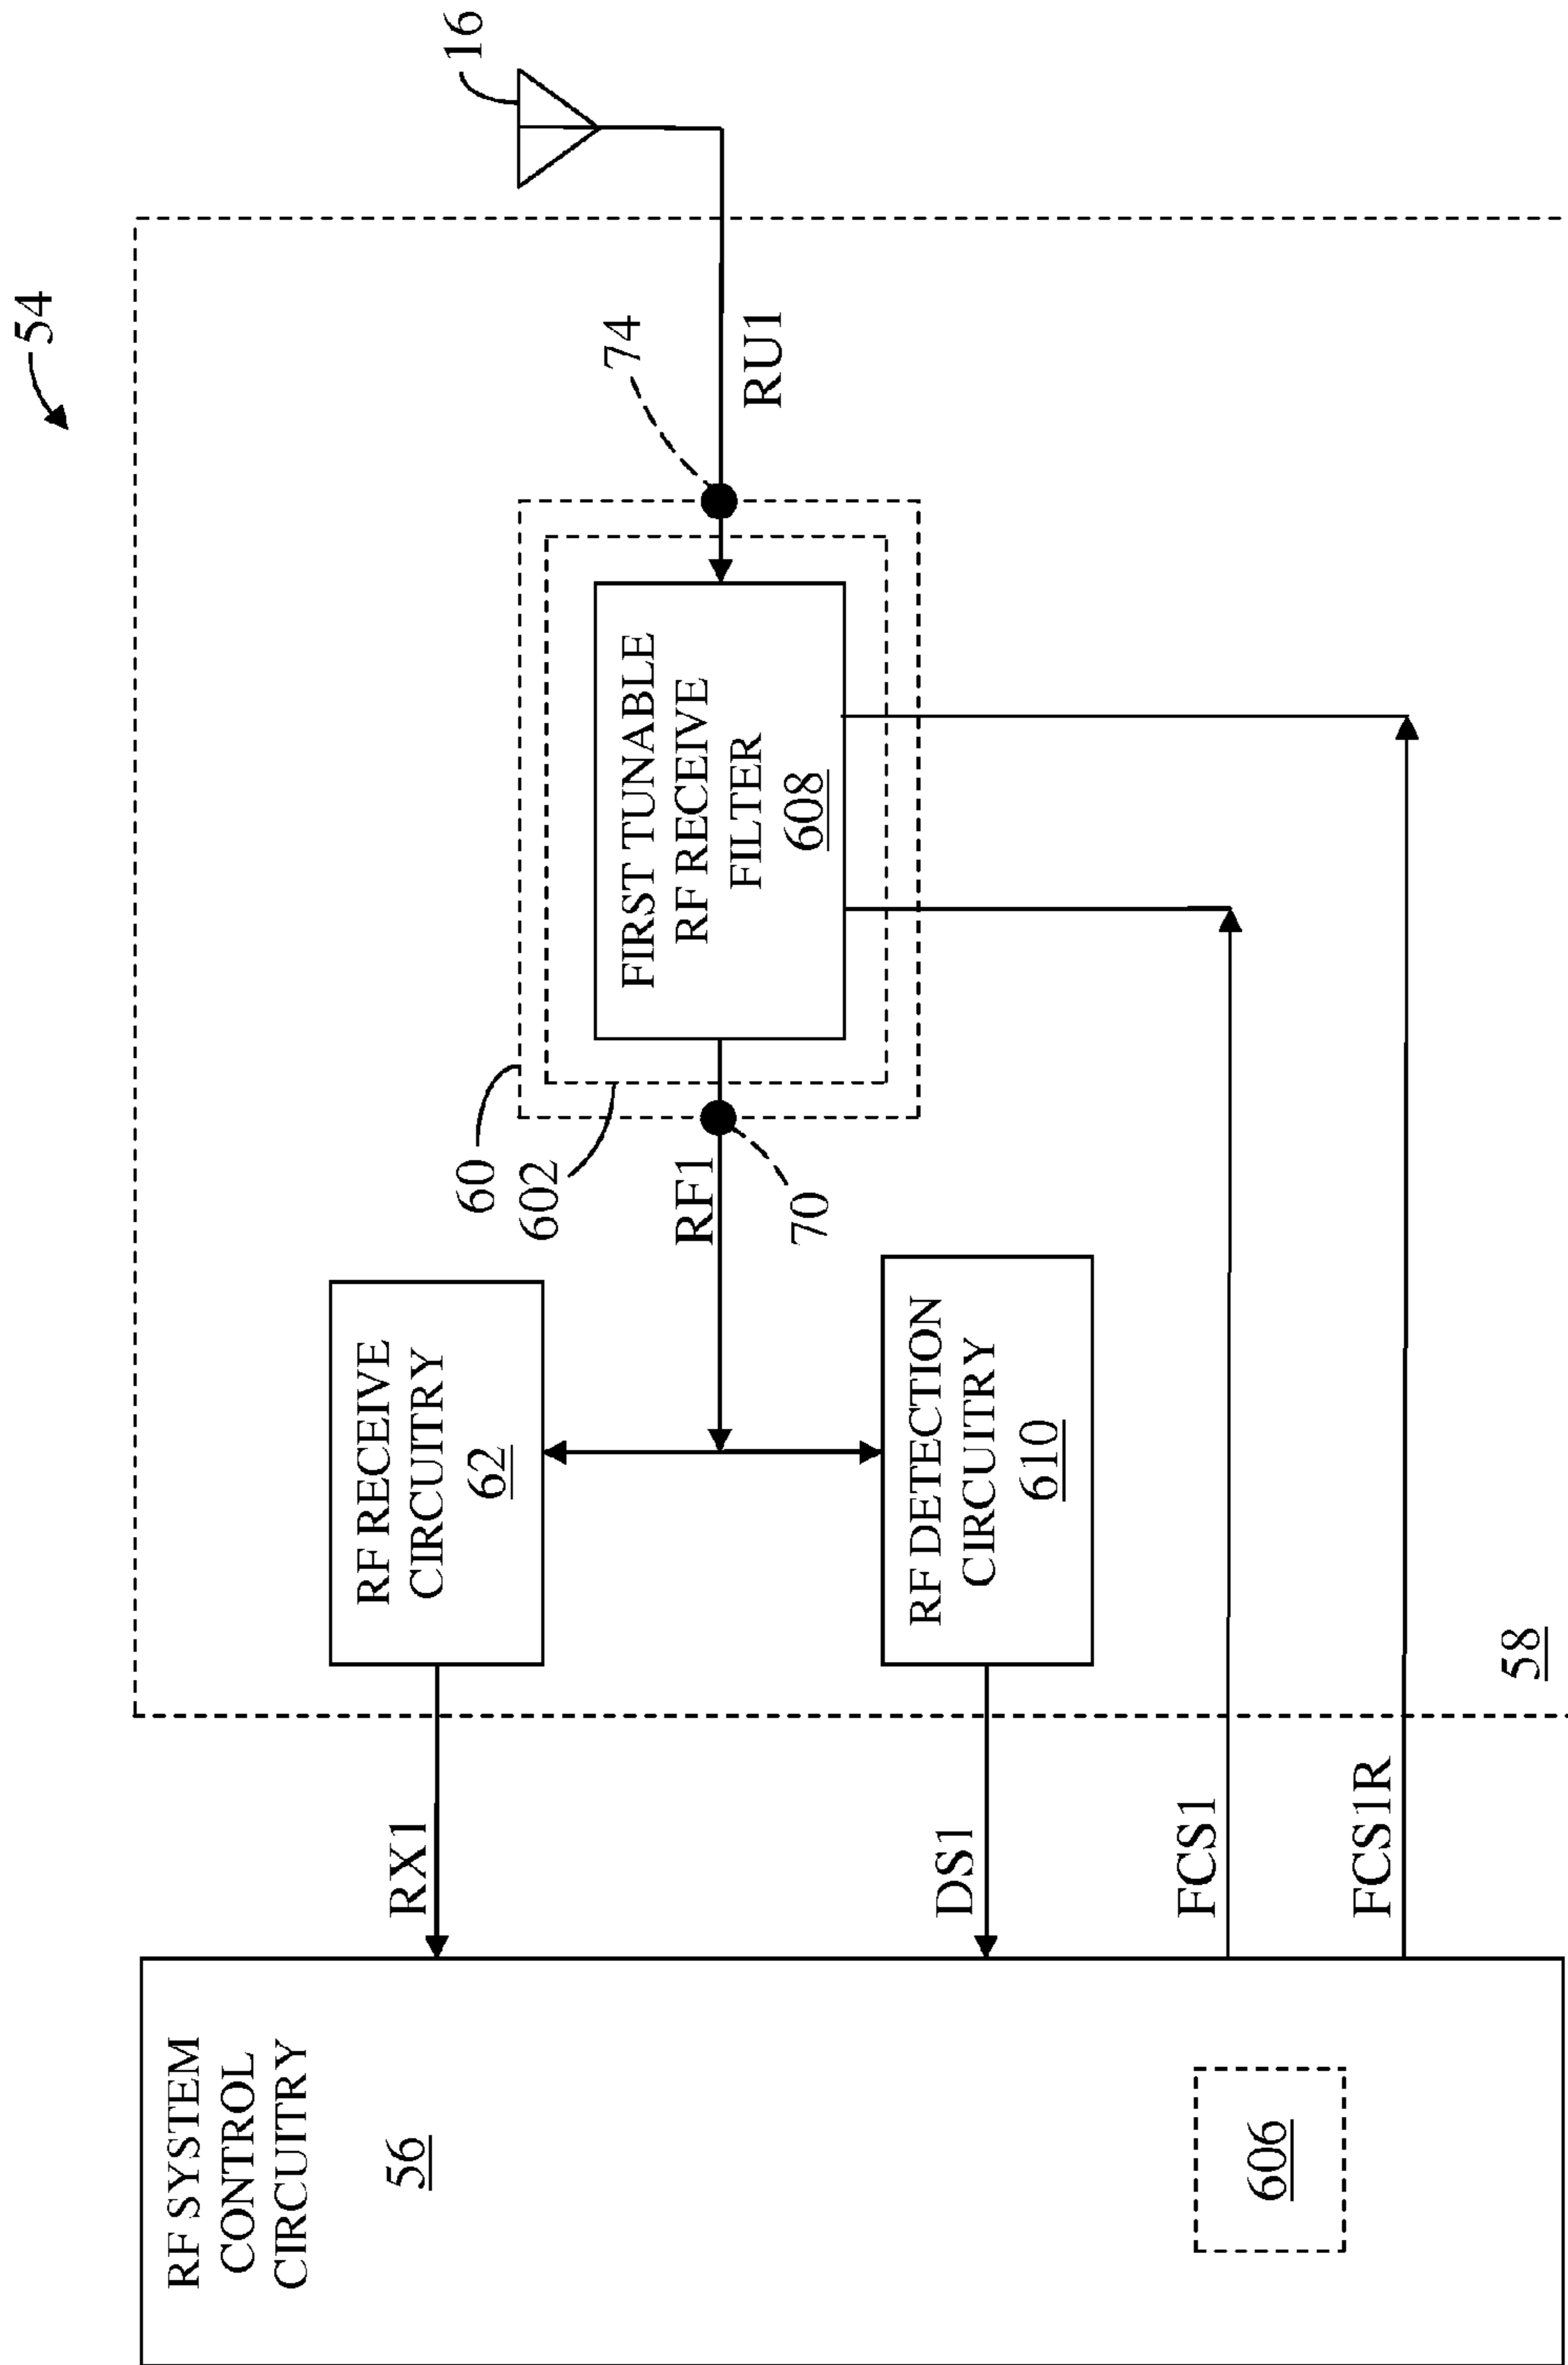 54
16
RF SYSTEM
CONTROL
CIRCUITRY
56
606
RX1
DS1
FCS1
FCS1R
RF RECEIVE
CIRCUITRY
62
RF DETECTION
CIRCUITRY
610
60
602
RF1
70
FIRST TUNABLE
RF RECEIVE
FILTER
608
74
RU1
58